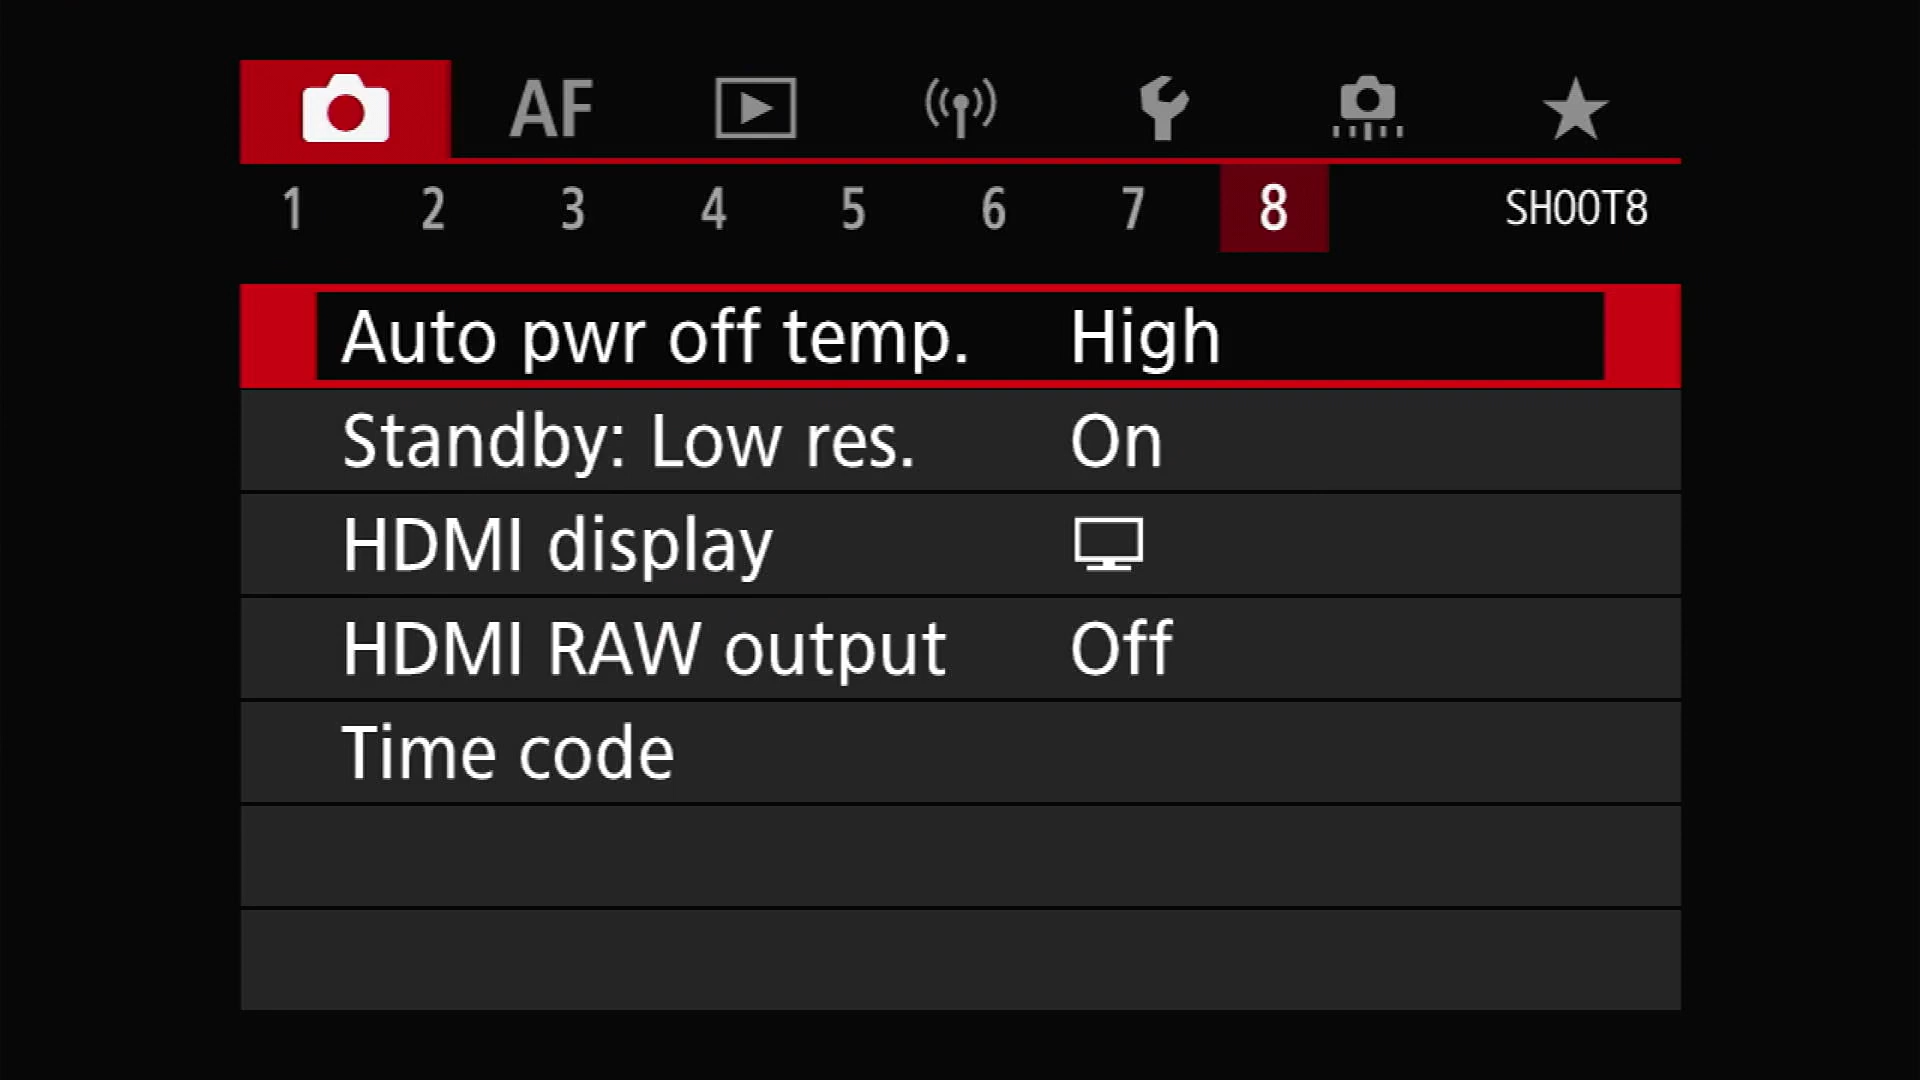 AF
1 2 3 4 5 6 7 8 SHOOT8
Auto pwr off temp. High
Standby: Low res. On
HDMI display
HDMI RAW output Off
Time code